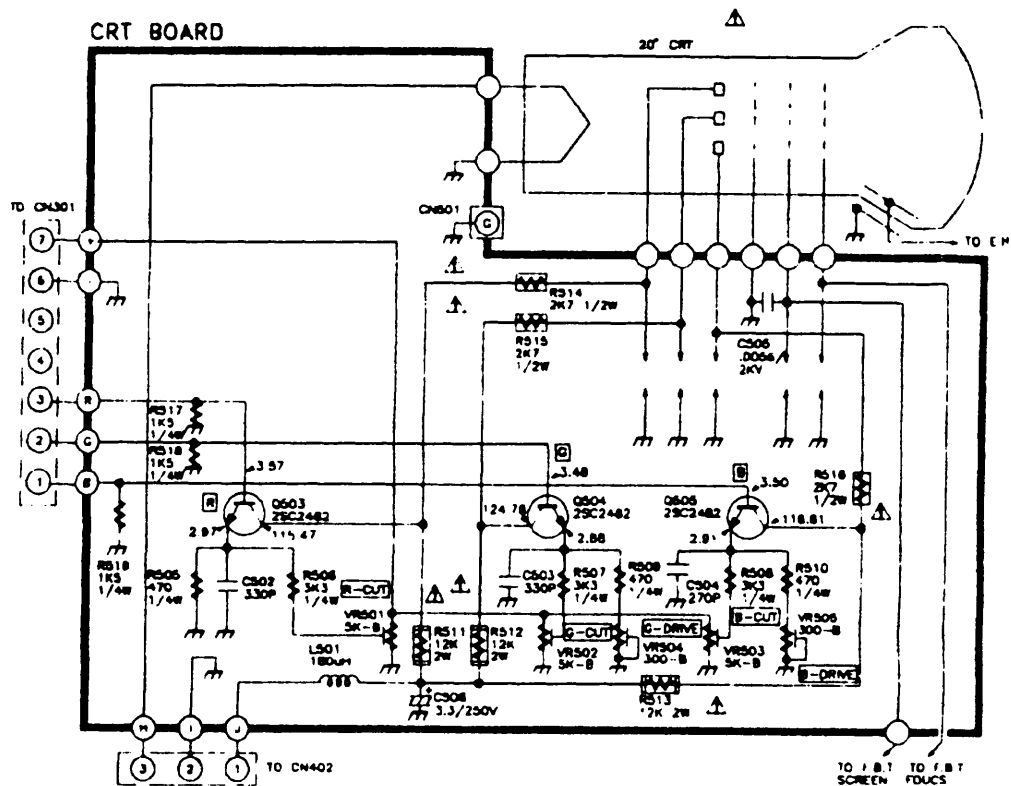 CRT BOARD
20" CRT
TO CN301
7
6
5
4
3
2
1
R
G
CN601
G
TO E H
R514
2K7 1/2W
R515
2K7
1/2W
C505
.0056/
2KV
R517
1K5
1/4W
R518
1K5
1/4W
3.57
R
Q503
2SC2482
2.97
115.47
G
3.48
Q504
2SC2482
124.78
2.88
B
3.50
Q505
2SC2482
2.91
118.81
R516
2K7
1/2W
R519
1K5
1/4W
R505
470
1/4W
C502
330P
R506
3K3
1/4W
R-CUT
VR501
5K-B
R511
12K
2W
R512
12K
2W
C503
330P
R507
3K3
1/4W
R509
470
1/4W
G-CUT
VR502
5K-B
VR504
300-B
G-DRIVE
C504
270P
R508
3K3
1/4W
B-CUT
VR503
5K-B
R510
470
1/4W
VR505
300-B
B-DRIVE
L501
180uH
C506
3.3/250V
R513
12K 2W
H
I
J
3
2
1
TO CN402
TO F.B.T
SCREEN
TO F.B.T
FOUCS